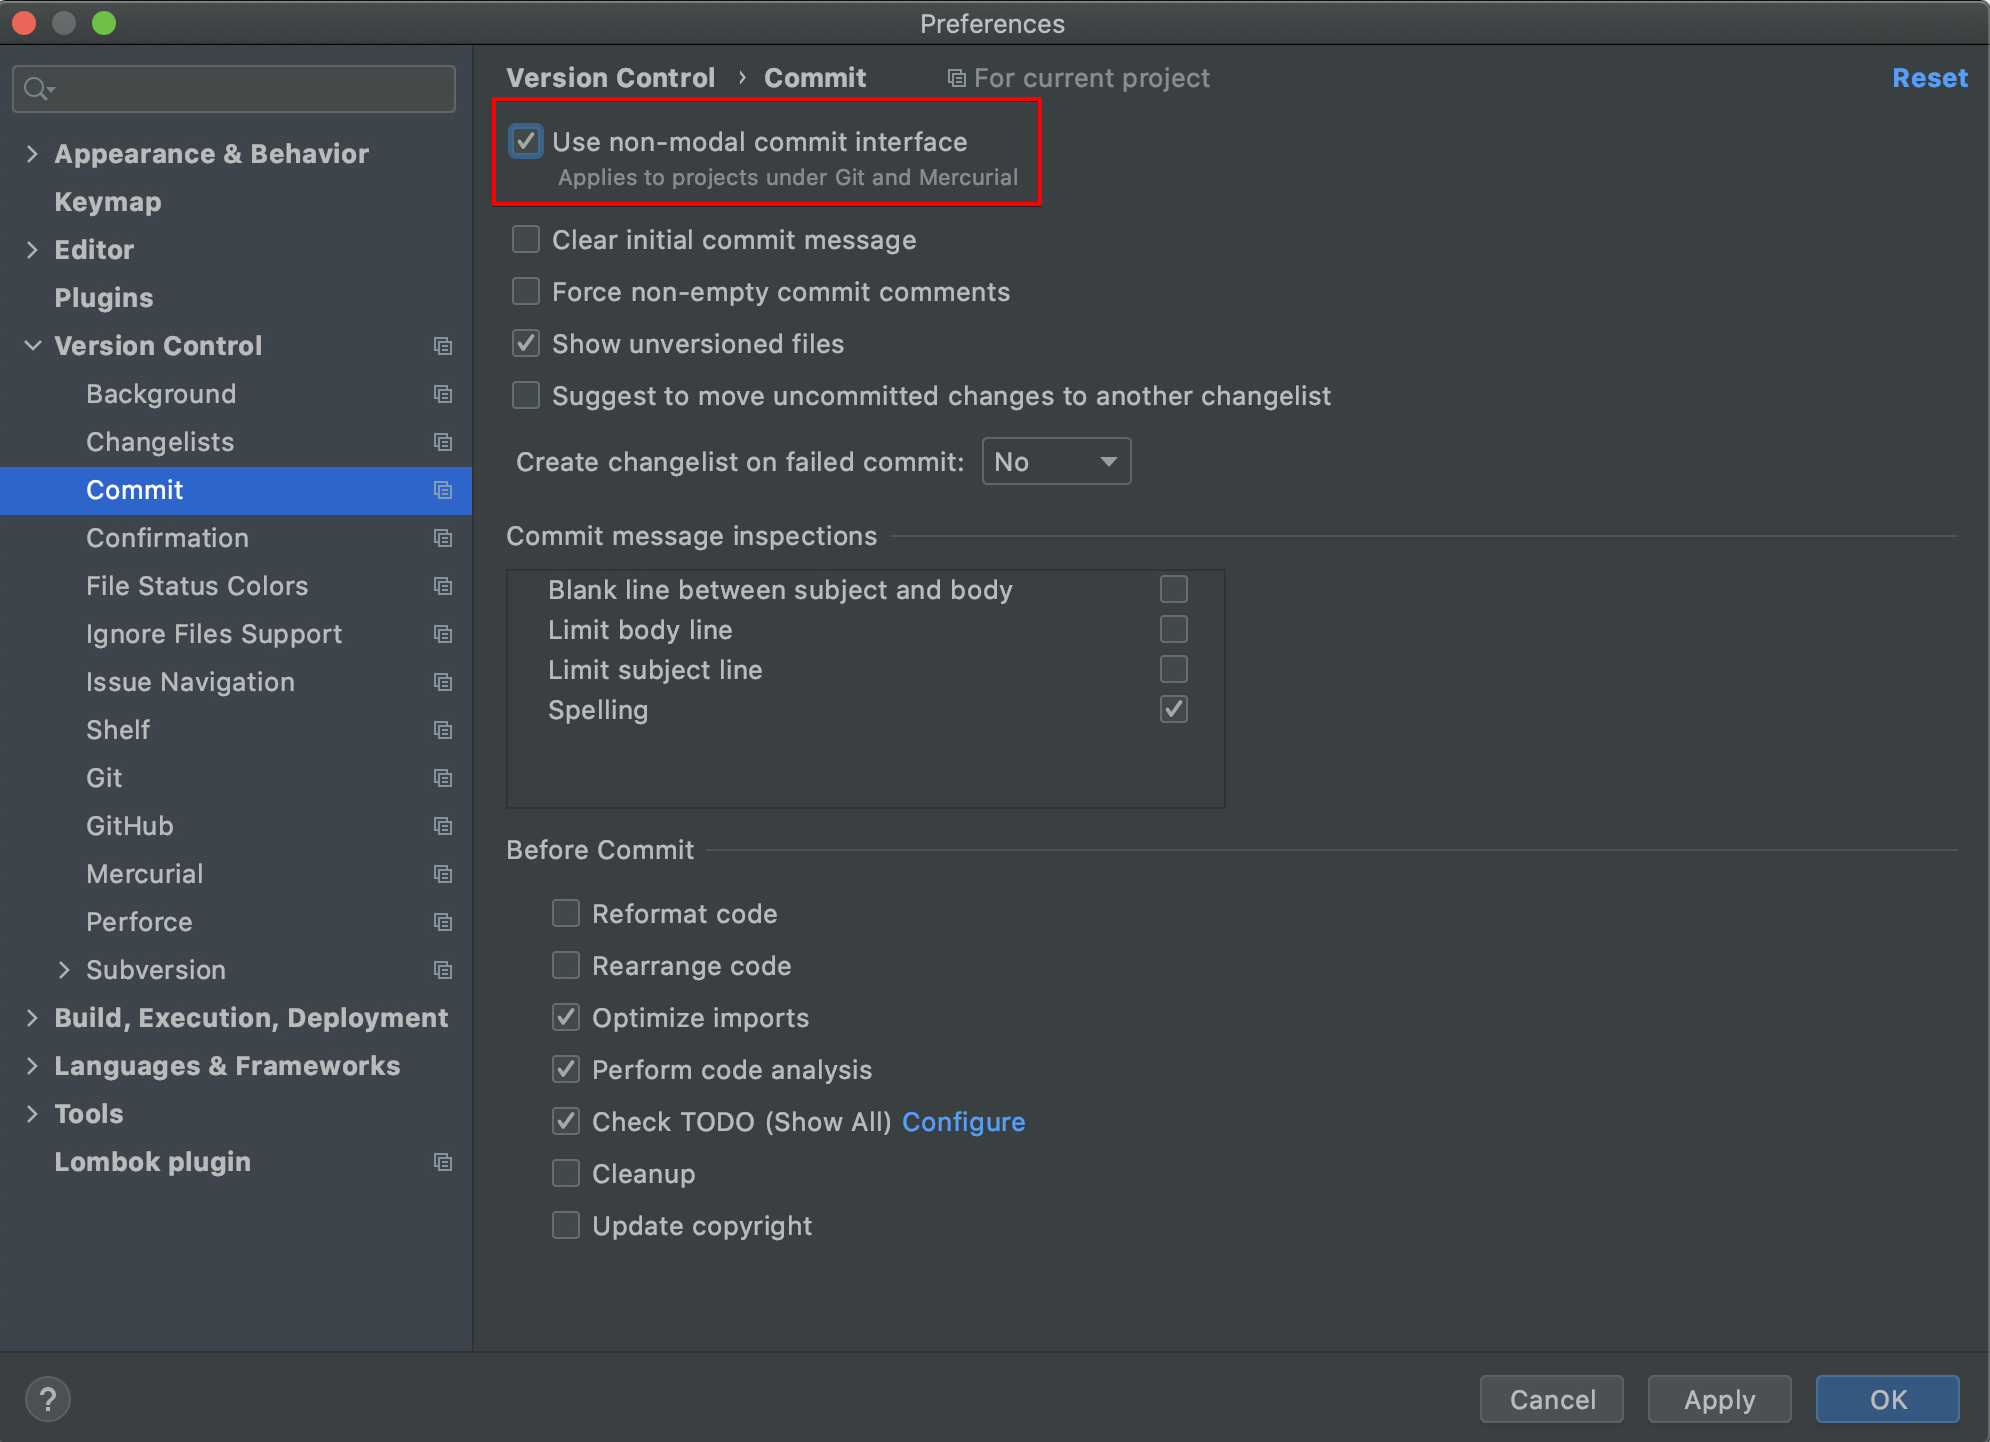 Preferences
Appearance & Behavior
Keymap
Editor
Plugins
Version Control
Background
Changelists
Commit
Confirmation
File Status Colors
Ignore Files Support
Issue Navigation
Shelf
Git
GitHub
Mercurial
Perforce
Subversion
Build, Execution, Deployment
Languages & Frameworks
Tools
Lombok plugin
Version Control › Commit For current project Reset
Use non-modal commit interface
Applies to projects under Git and Mercurial
Clear initial commit message
Force non-empty commit comments
Show unversioned files
Suggest to move uncommitted changes to another changelist
Create changelist on failed commit: No
Commit message inspections
Blank line between subject and body
Limit body line
Limit subject line
Spelling
Before Commit
Reformat code
Rearrange code
Optimize imports
Perform code analysis
Check TODO (Show All) Configure
Cleanup
Update copyright
? Cancel Apply OK